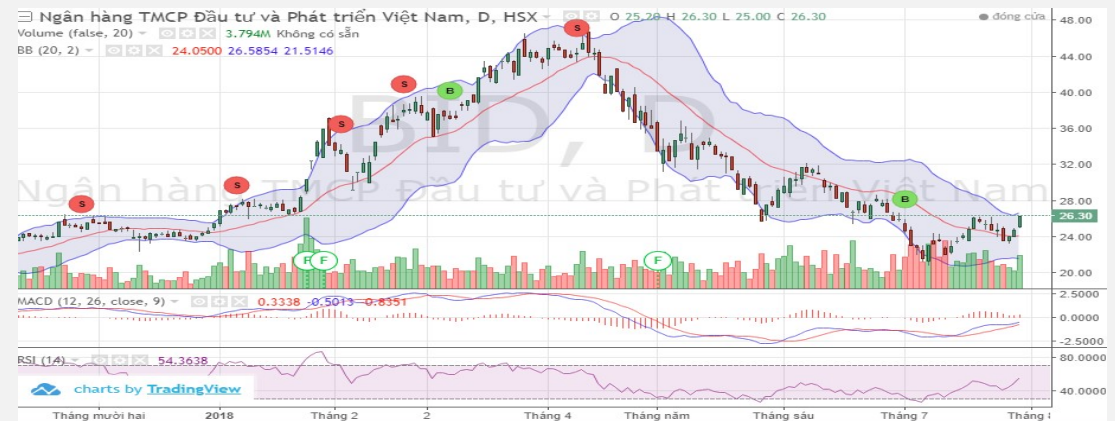 Ngân hàng TMCP Đầu tư và Phát triển Việt Nam, D, HSX O 25.20 H 26.30 L 25.00 C 26.30
đóng cửa
Volume (false, 20) 3.794M Không có sẵn
BB (20, 2) 24.0500 26.5854 21.5146
BID, D
Ngân hàng TMCP Đầu tư và Phát triển Việt Nam
48.00
44.00
40.00
36.00
32.00
28.00
26.30
24.00
20.00
S
S
S
S
B
S
B
F
F
F
MACD (12, 26, close, 9) 0.3338 -0.5013 -0.8351
2.5000
0.0000
-2.5000
RSI (14) 54.3638
80.0000
40.0000
charts by TradingView
Tháng mười hai 2018 Tháng 2 2 Tháng 4 Tháng năm Tháng sáu Tháng 7